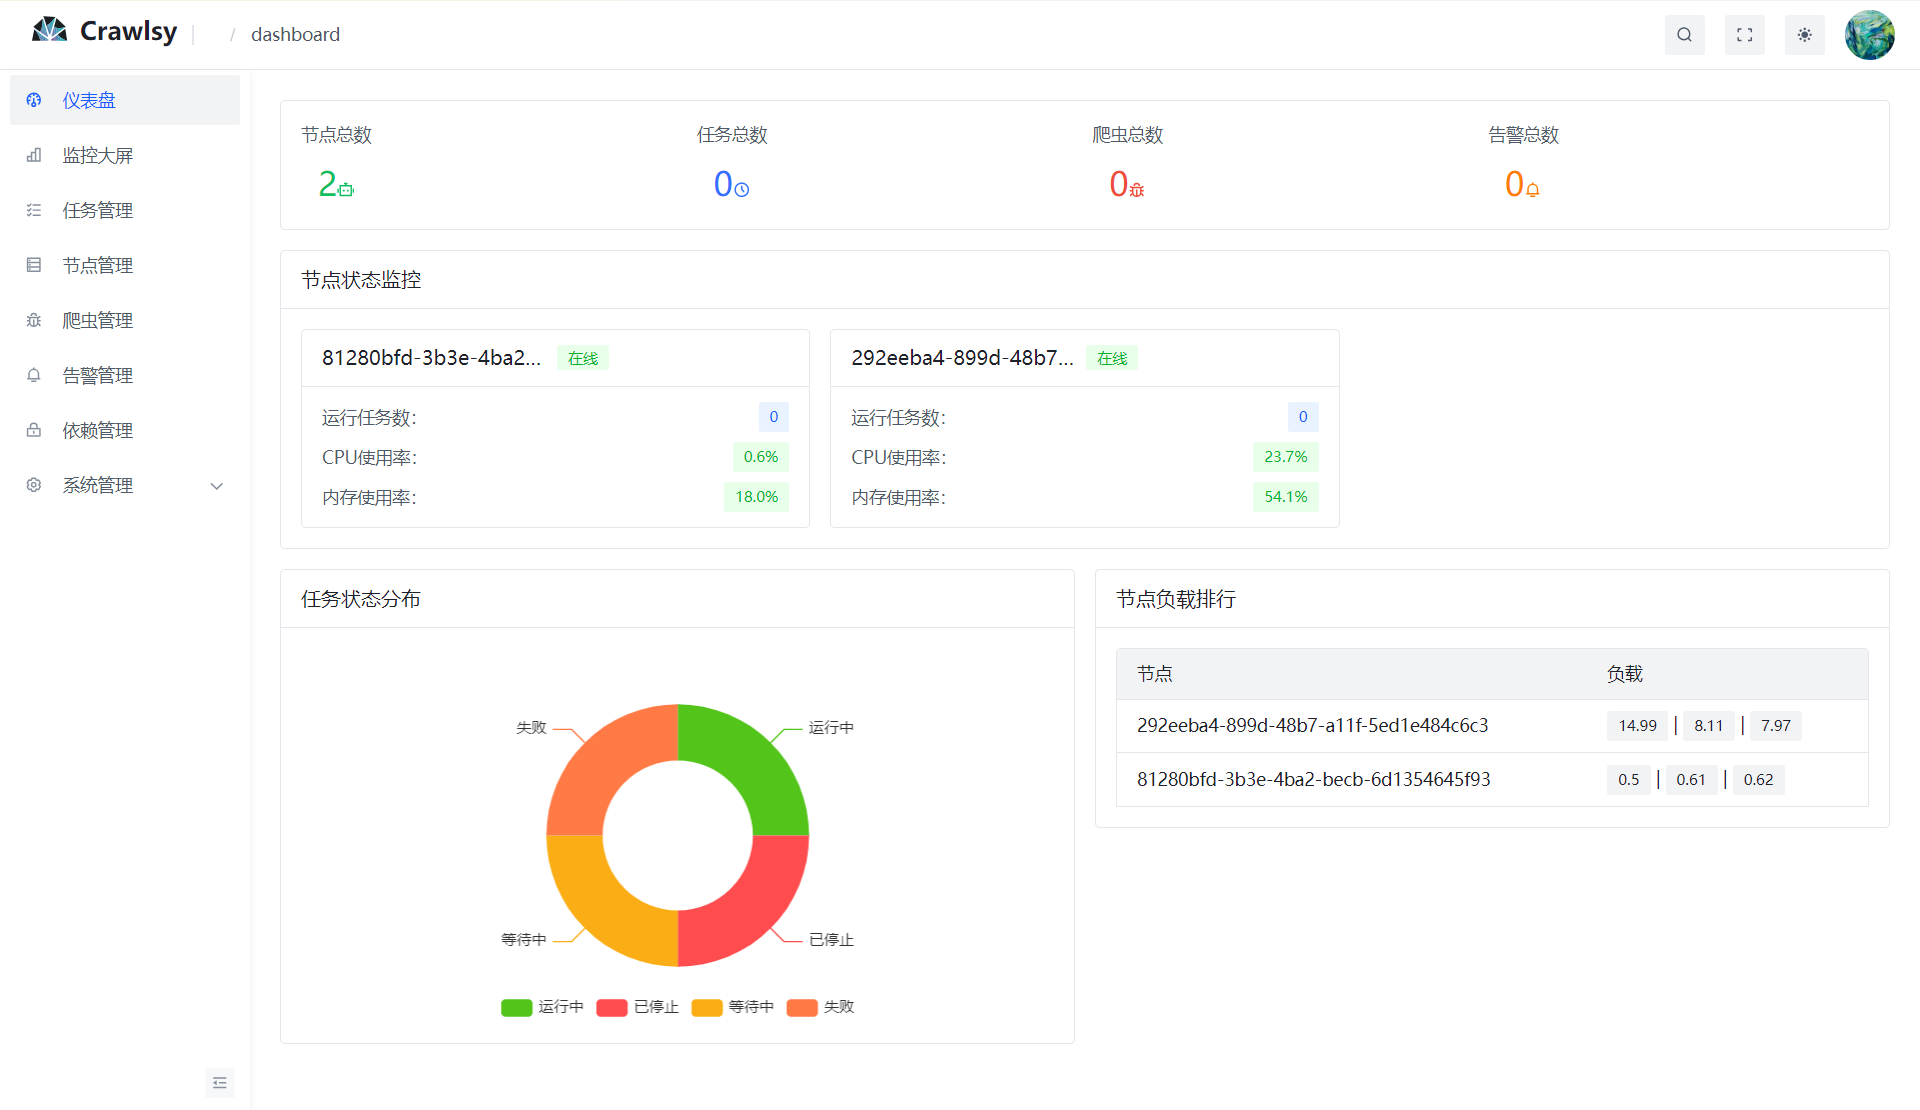 Crawlsy
/ dashboard
仪表盘
监控大屏
任务管理
节点管理
爬虫管理
告警管理
依赖管理
系统管理
节点总数
任务总数
爬虫总数
告警总数
2
0
0
0
节点状态监控
81280bfd-3b3e-4ba2... 在线
运行任务数: 0
CPU使用率: 0.6%
内存使用率: 18.0%
292eeba4-899d-48b7... 在线
运行任务数: 0
CPU使用率: 23.7%
内存使用率: 54.1%
任务状态分布
失败
运行中
等待中
已停止
运行中 已停止 等待中 失败
节点负载排行
节点 负载
292eeba4-899d-48b7-a11f-5ed1e484c6c3 14.99 | 8.11 | 7.97
81280bfd-3b3e-4ba2-becb-6d1354645f93 0.5 | 0.61 | 0.62